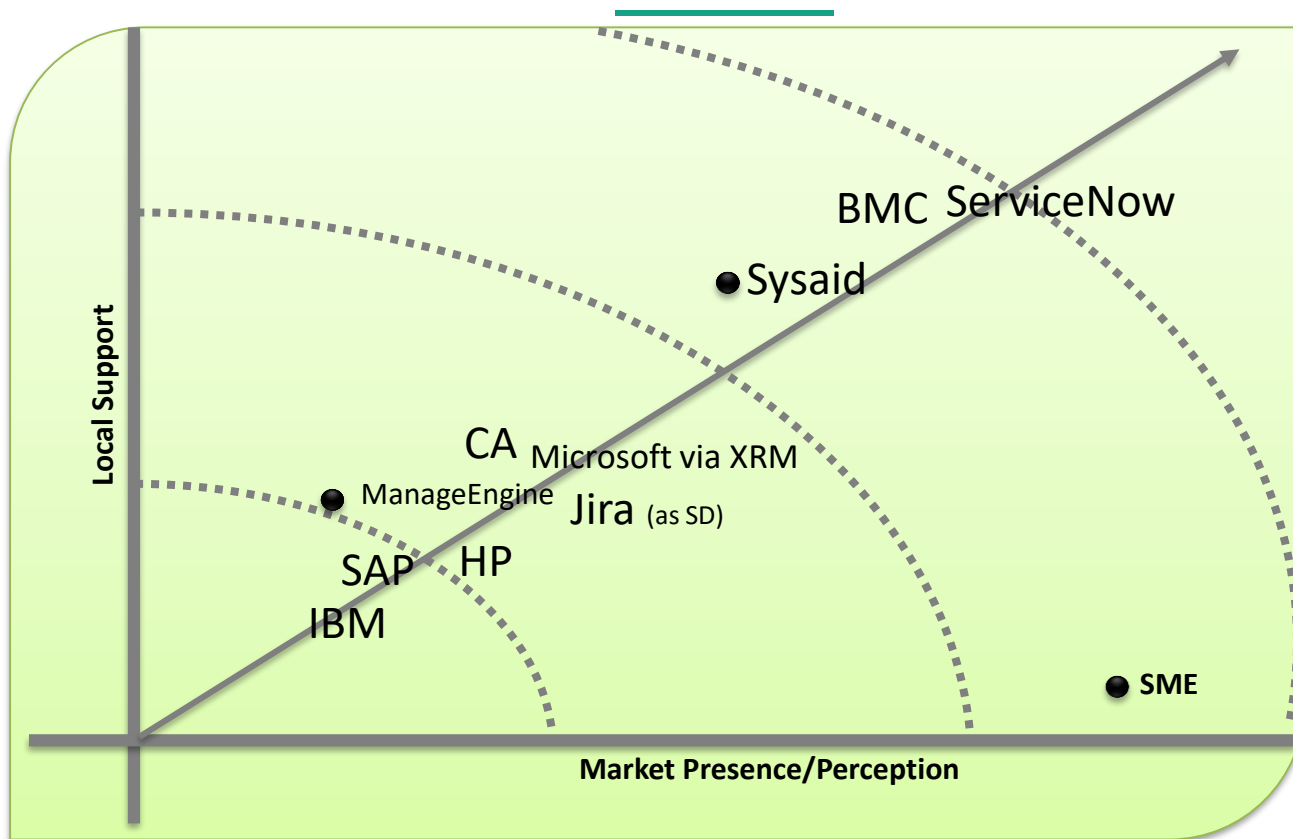 BMC ServiceNow
Sysaid
Local Support
CA Microsoft via XRM
ManageEngine
Jira (as SD)
SAP HP
IBM
SME
Market Presence/Perception